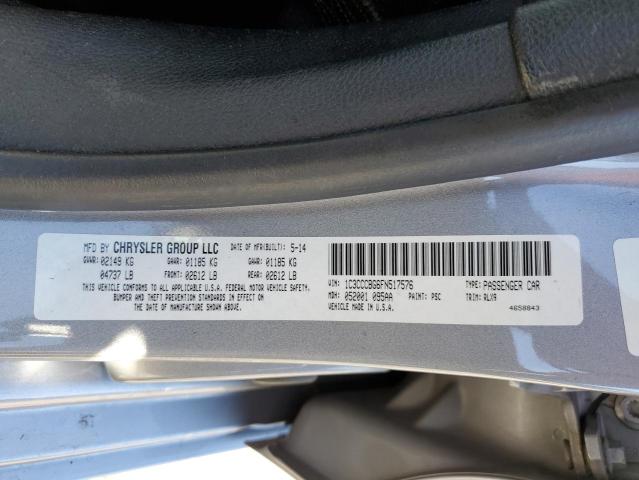 MFD BY CHRYSLER GROUP LLC DATE OF MFR(BUILT): 5-14
GVWR: 02149 KG GAWR: 01185 KG GAWR: 01185 KG
04737 LB FRONT: 02612 LB REAR: 02612 LB
THIS VEHICLE CONFORMS TO ALL APPLICABLE U.S.A. FEDERAL MOTOR VEHICLE SAFETY,
BUMPER AND THEFT PREVENTION STANDARDS IN EFFECT ON
THE DATE OF MANUFACTURE SHOWN ABOVE.
VIN: 1C3CCCBG6FN517576 TYPE: PASSENGER CAR
MDH: 052001 095AA PAINT: PSC TRIM: RLX9
VEHICLE MADE IN U.S.A. 4658843